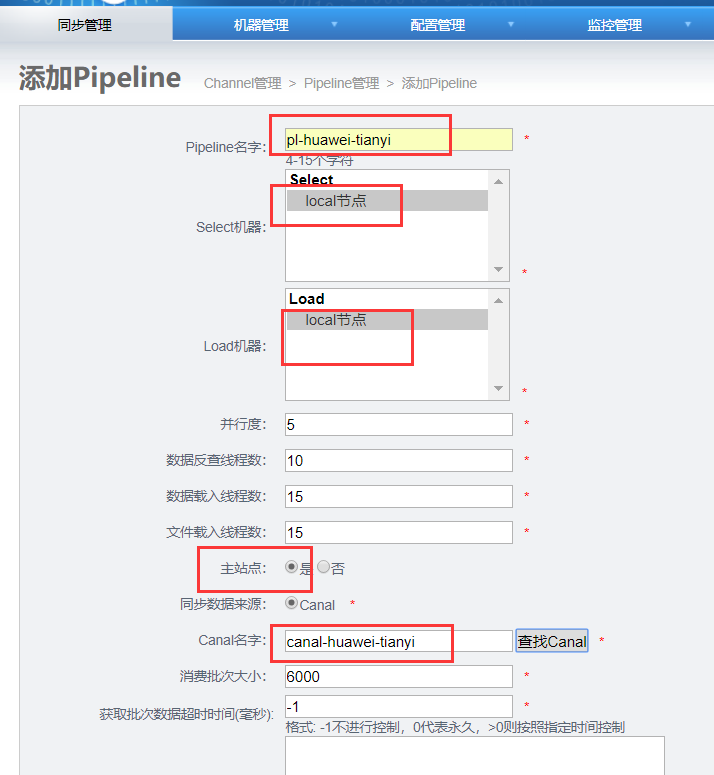 同步管理 机器管理 配置管理 监控管理
添加Pipeline Channel管理 > Pipeline管理 > 添加Pipeline
Pipeline名字: pl-huawei-tianyi *
4-15个字符
Select
local节点
Select机器: *
Load
local节点
Load机器: *
并行度: 5 *
数据反查线程数: 10 *
数据载入线程数: 15 *
文件载入线程数: 15 *
主站点: 是 否
同步数据来源: Canal *
Canal名字: canal-huawei-tianyi 查找Canal *
消费批次大小: 6000 *
获取批次数据超时时间(毫秒): -1 *
格式: -1不进行控制，0代表永久，>0则按照指定时间控制